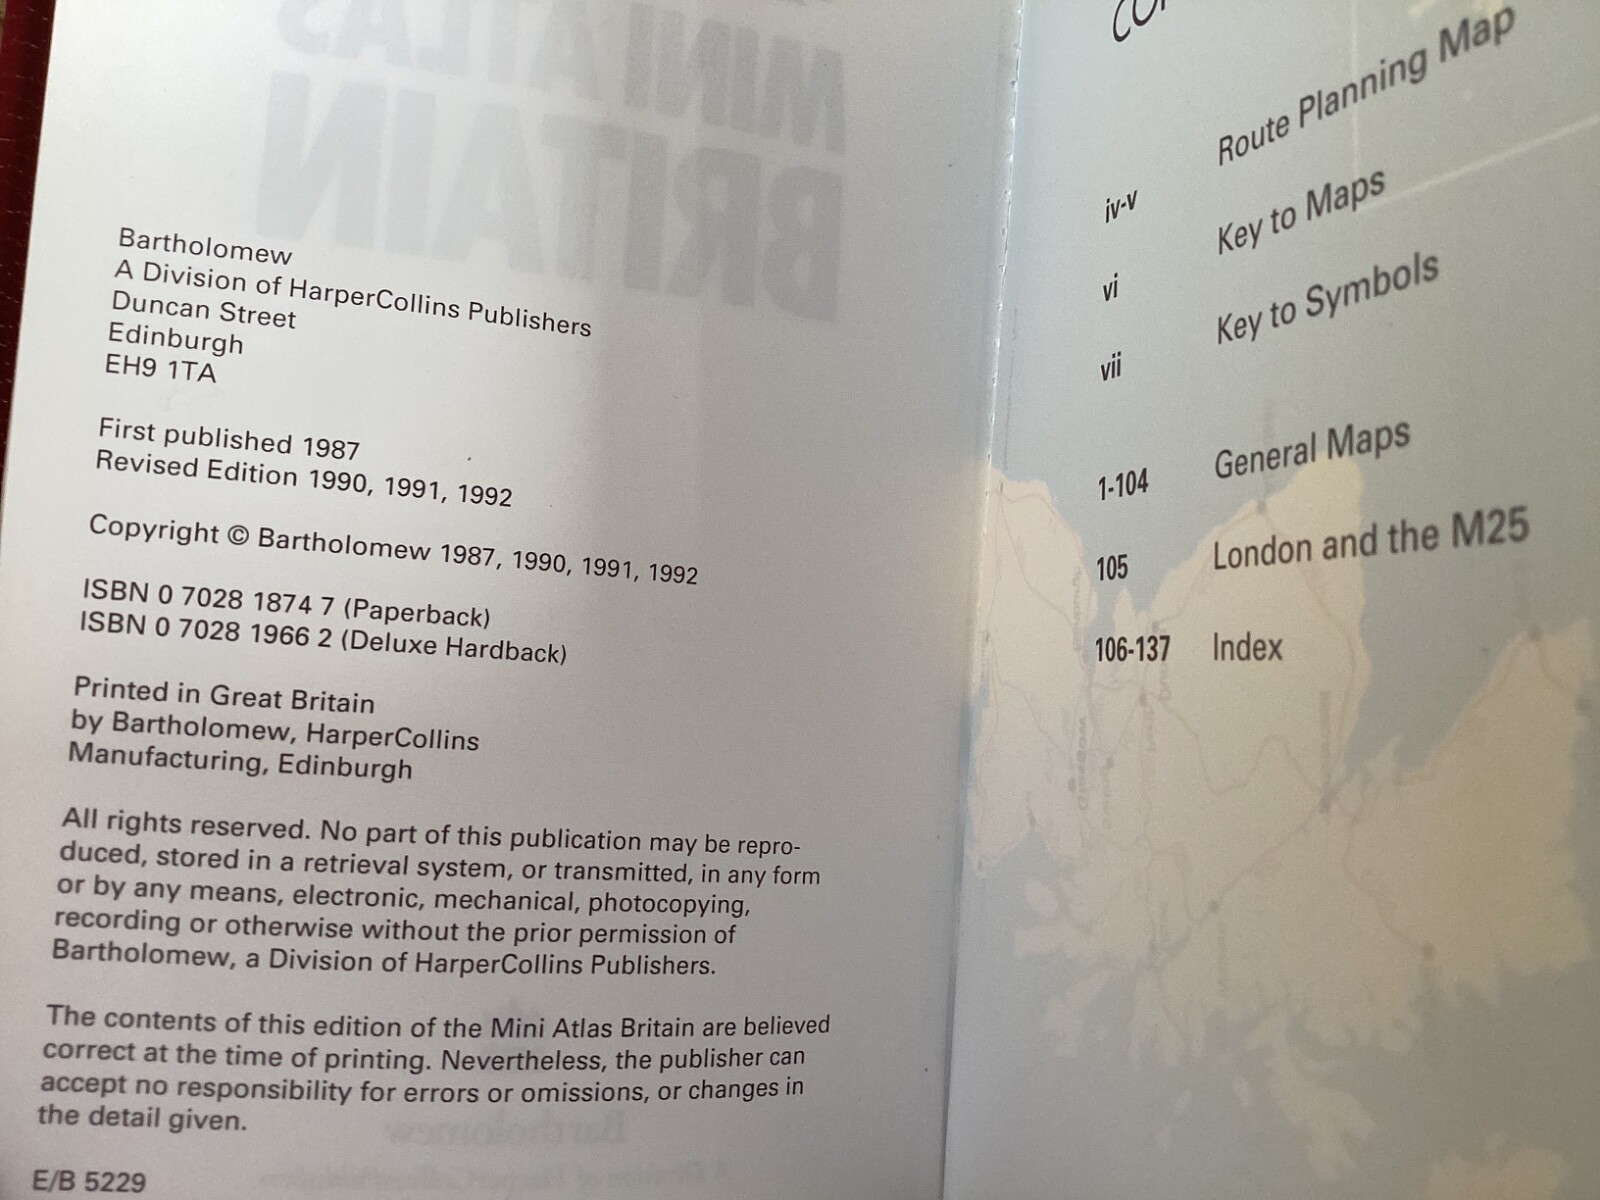 Bartholomew
A Division of HarperCollins Publishers
Duncan Street
Edinburgh
EH9 1TA
First published 1987
Revised Edition 1990, 1991, 1992
Copyright © Bartholomew 1987, 1990, 1991, 1992
ISBN 0 7028 1874 7 (Paperback)
ISBN 0 7028 1966 2 (Deluxe Hardback)
Printed in Great Britain
by Bartholomew, HarperCollins
Manufacturing, Edinburgh
All rights reserved. No part of this publication may be repro-
duced, stored in a retrieval system, or transmitted, in any form
or by any means, electronic, mechanical, photocopying,
recording or otherwise without the prior permission of
Bartholomew, a Division of HarperCollins Publishers.
The contents of this edition of the Mini Atlas Britain are believed
correct at the time of printing. Nevertheless, the publisher can
accept no responsibility for errors or omissions, or changes in
the detail given.
E/B 5229
iv-v Route Planning Map
vi Key to Maps
vii Key to Symbols
1-104 General Maps
105 London and the M25
106-137 Index